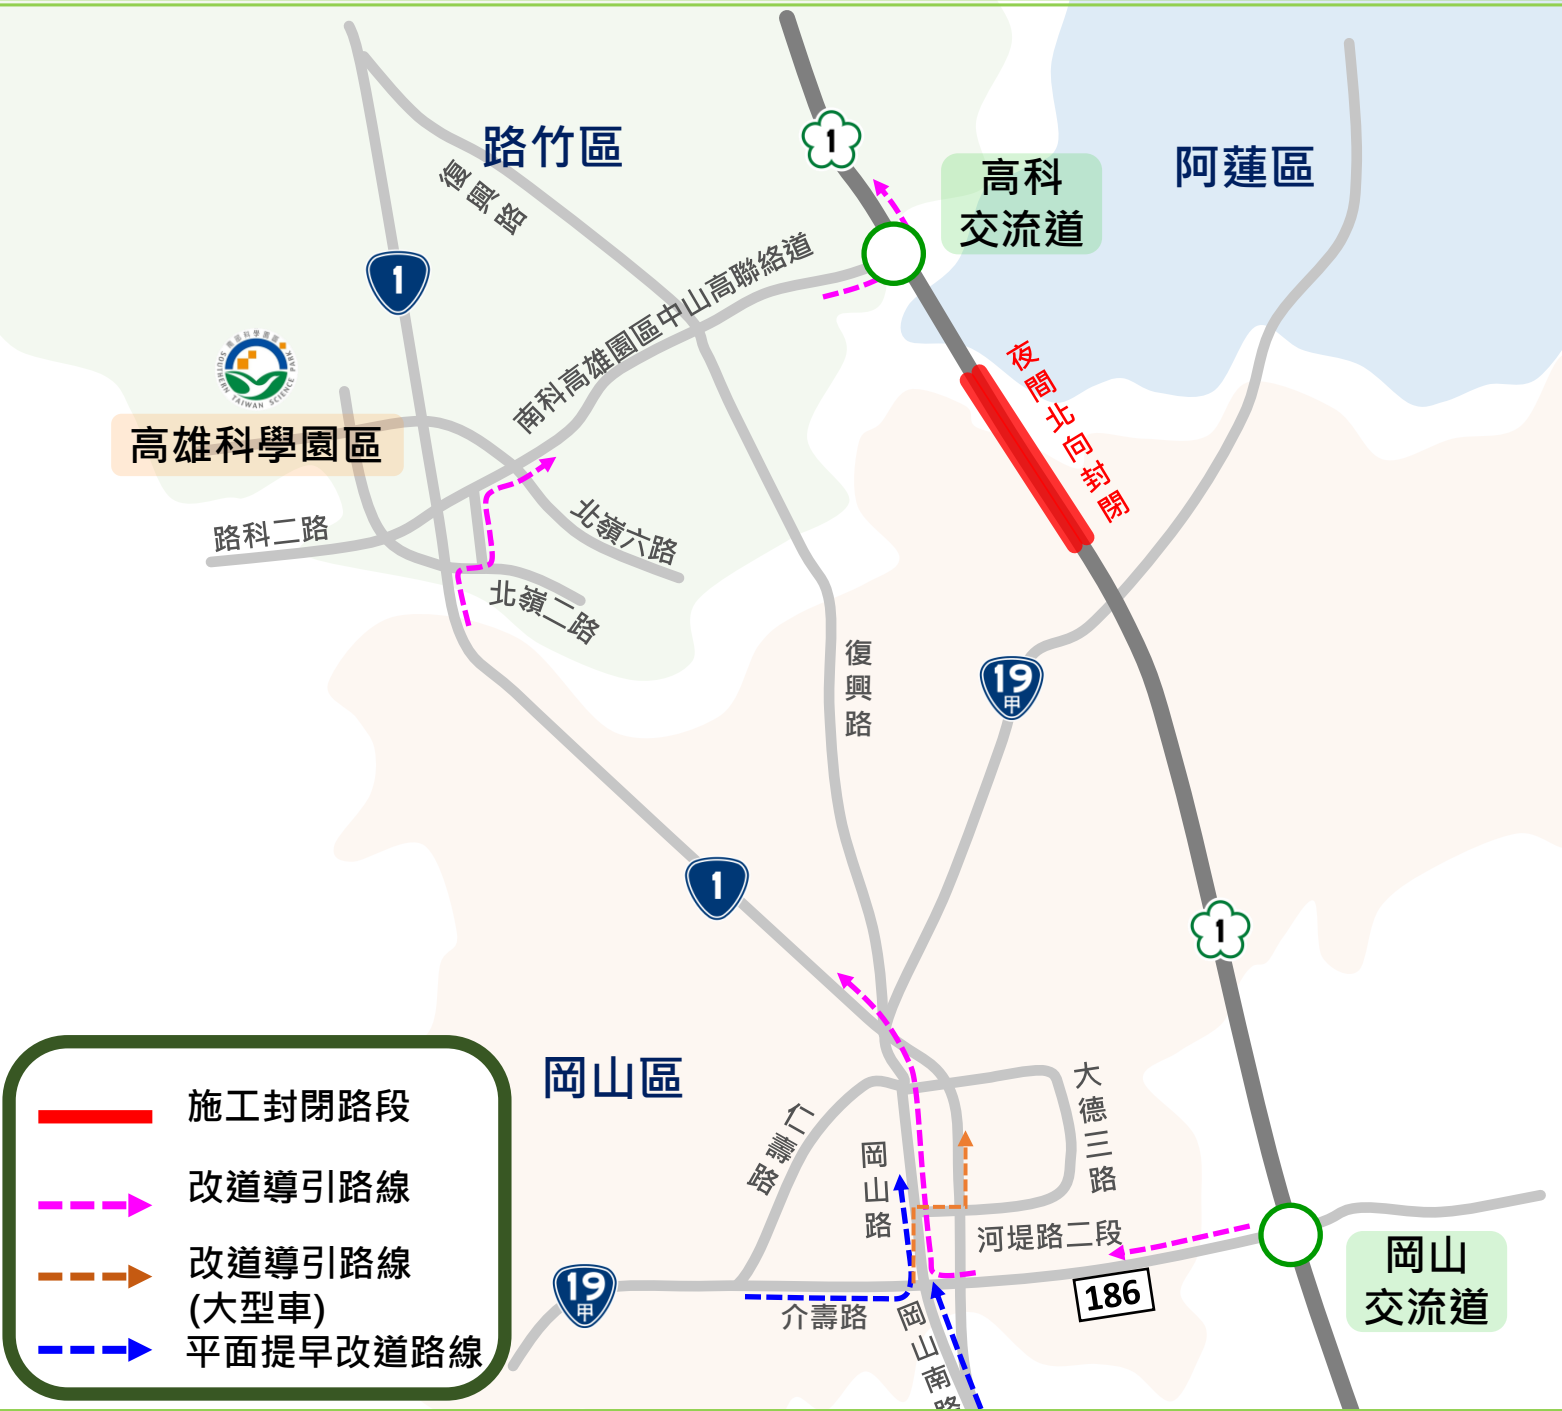 路竹區
1
高科
交流道
阿蓮區
復興路
1
南科高雄園區中山高聯絡道
夜間北向封閉
SOUTHERN TAIWAN SCIENCE PARK
高雄科學園區
路科二路
北嶺六路
北嶺二路
復興路
19
甲
1
1
岡山區
大德三路
仁壽路
岡山路
河堤路二段
186
岡山
交流道
19
甲
介壽路
岡山南路
施工封閉路段
改道導引路線
改道導引路線
(大型車)
平面提早改道路線